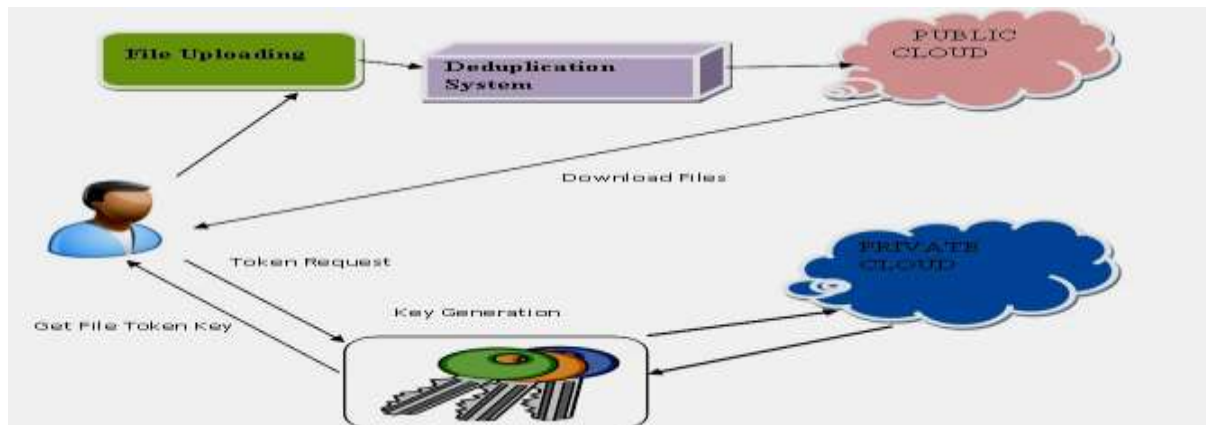 File Uploading
Deduplication
System
PUBLIC
CLOUD
Download Files
PRIVATE
CLOUD
Token Request
Key Generation
Get File Token Key